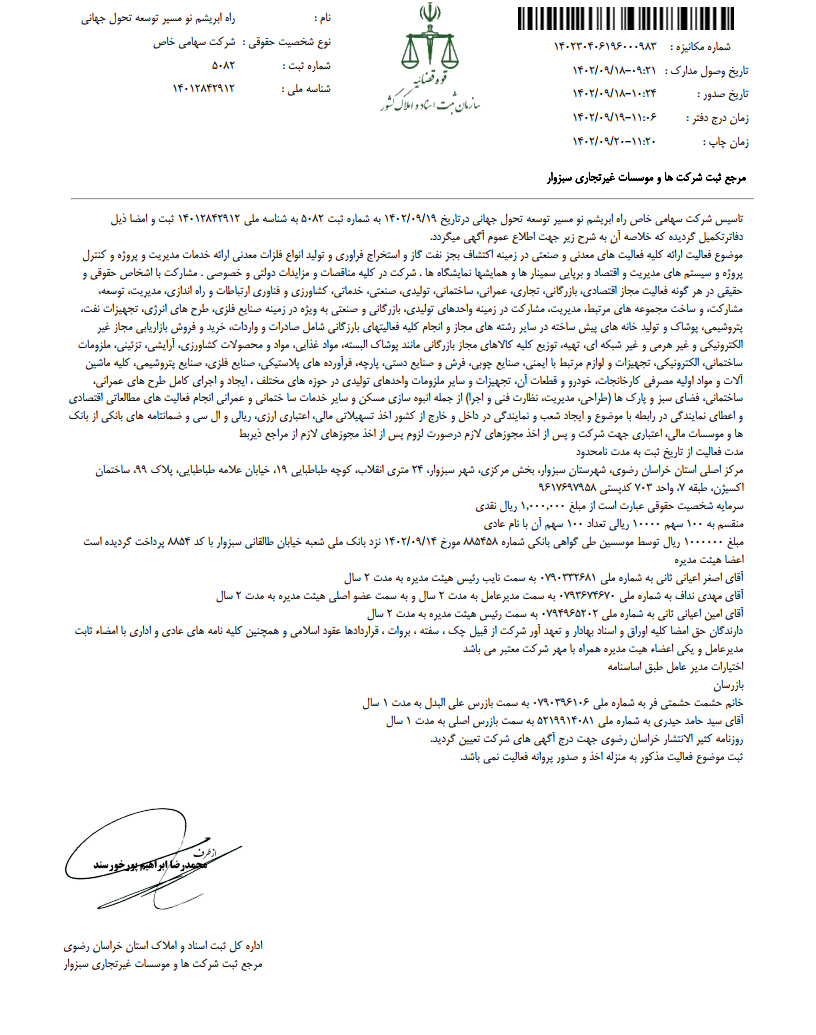 شماره مکانیزه : ۱۴۰۲۳۰۴۰۶۱۹۶۰۰۰۹۸۳
تاریخ وصول مدارک : ۰۹:۲۱-۱۴۰۲/۰۹/۱۸
تاریخ صدور : ۱۰:۲۴-۱۴۰۲/۰۹/۱۸
زمان درج دفتر : ۱۱:۰۶-۱۴۰۲/۰۹/۱۹
زمان چاپ : ۱۱:۲۰-۱۴۰۲/۰۹/۲۰
قوه قضائیه
سازمان ثبت اسناد و املاک کشور
نام : راه ابریشم نو مسیر توسعه تحول جهانی
نوع شخصیت حقوقی : شرکت سهامی خاص
شماره ثبت : ۵۰۸۲
شناسه ملی : ۱۴۰۱۲۸۴۲۹۱۲
مرجع ثبت شرکت ها و موسسات غیرتجاری سبزوار
تاسیس شرکت سهامی خاص راه ابریشم نو مسیر توسعه تحول جهانی درتاریخ ۱۴۰۲/۰۹/۱۹ به شماره ثبت ۵۰۸۲ به شناسه ملی ۱۴۰۱۲۸۴۲۹۱۲ ثبت و امضا ذیل
دفاترتکمیل گردیده که خلاصه آن به شرح زیر جهت اطلاع عموم آگهی میگردد.
موضوع فعالیت ارائه کلیه فعالیت های معدنی و صنعتی در زمینه اکتشاف بجز نفت گاز و استخراج فراوری و تولید انواع فلزات معدنی ارائه خدمات مدیریت و پروژه و کنترل
پروژه و سیستم های مدیریت و اقتصاد و برپایی سمینار ها و همایشها نمایشگاه ها . شرکت در کلیه مناقصات و مزایدات دولتی و خصوصی . مشارکت با اشخاص حقوقی و
حقیقی در هر گونه فعالیت مجاز اقتصادی، بازرگانی، تجاری، عمرانی، ساختمانی، تولیدی، صنعتی، خدماتی، کشاورزی و فناوری ارتباطات و راه اندازی، مدیریت، توسعه،
مشارکت، و ساخت مجموعه های مرتبط، مدیریت، مشارکت در زمینه واحدهای تولیدی، بازرگانی و صنعتی به ویژه در زمینه صنایع فلزی، طرح های انرژی، تجهیزات نفت،
پتروشیمی، پوشاک و تولید خانه های پیش ساخته در سایر رشته های مجاز و انجام کلیه فعالیتهای بازرگانی شامل صادرات و واردات، خرید و فروش بازاریابی مجاز غیر
الکترونیکی و غیر هرمی و غیر شبکه ای، تهیه، توزیع کلیه کالاهای مجاز بازرگانی مانند پوشاک البسته، مواد غذایی، مواد و محصولات کشاورزی، آرایشی، تزئینی، ملزومات
ساختمانی، الکترونیکی، تجهیزات و لوازم مرتبط با ایمنی، صنایع چوبی، فرش و صنایع دستی، پارچه، فرآورده های پلاستیکی، صنایع فلزی، صنایع پتروشیمی، کلیه ماشین
آلات و مواد اولیه مصرفی کارخانجات، خودرو و قطعات آن، تجهیزات و سایر ملزومات واحدهای تولیدی در حوزه های مختلف ، ایجاد و اجرای کامل طرح های عمرانی،
ساختمانی، فضای سبز و پارک ها (طراحی، مدیریت، نظارت فنی و اجرا) از جمله انبوه سازی مسکن و سایر خدمات سا ختمانی و عمرانی انجام فعالیت های مطالعاتی اقتصادی
و اعطای نمایندگی در رابطه با موضوع و ایجاد شعب و نمایندگی در داخل و خارج از کشور اخذ تسهیلاتی مالی، اعتباری ارزی، ریالی و ال سی و ضمانتامه های بانکی از بانک
ها و موسسات مالی، اعتباری جهت شرکت و پس از اخذ مجوزهای لازم درصورت لزوم پس از اخذ مجوزهای لازم از مراجع ذیربط
مدت فعالیت از تاریخ ثبت به مدت نامحدود
مرکز اصلی استان خراسان رضوی، شهرستان سبزوار، بخش مرکزی، شهر سبزوار، ۲۴ متری انقلاب، کوچه طباطبایی ۱۹، خیابان علامه طباطبایی، پلاک ۹۹، ساختمان
اکسیژن، طبقه ۷، واحد ۷۰۳ کدپستی ۹۶۱۷۶۹۷۹۵۸
سرمایه شخصیت حقوقی عبارت است از مبلغ ۱,۰۰۰,۰۰۰ ریال نقدی
منقسم به ۱۰۰ سهم ۱۰۰۰۰ ریالی تعداد ۱۰۰ سهم آن با نام عادی
مبلغ ۱۰۰۰۰۰۰ ریال توسط موسسین طی گواهی بانکی شماره ۸۸۵۴۵۸ مورخ ۱۴۰۲/۰۹/۱۴ نزد بانک ملی شعبه خیابان طالقانی سبزوار با کد ۸۸۵۴ پرداخت گردیده است
اعضا هیئت مدیره
آقای اصغر اعیانی ثانی به شماره ملی ۰۷۹۰۳۳۲۶۸۱ به سمت نایب رئیس هیئت مدیره به مدت ۲ سال
آقای مهدی نداف به شماره ملی ۰۷۹۳۶۷۴۶۷۰ به سمت مدیرعامل به مدت ۲ سال و به سمت عضو اصلی هیئت مدیره به مدت ۲ سال
آقای امین اعیانی ثانی به شماره ملی ۰۷۹۴۹۶۵۲۰۲ به سمت رئیس هیئت مدیره به مدت ۲ سال
دارندگان حق امضا کلیه اوراق و اسناد بهادار و تعهد آور شرکت از قبیل چک ، سفته ، بروات ، قراردادها عقود اسلامی و همچنین کلیه نامه های عادی و اداری با امضاء ثابت
مدیرعامل و یکی اعضاء هیت مدیره همراه با مهر شرکت معتبر می باشد
اختیارات مدیر عامل طبق اساسنامه
بازرسان
خانم حشمت حشمتی فر به شماره ملی ۰۷۹۰۳۹۶۱۰۶ به سمت بازرس علی البدل به مدت ۱ سال
آقای سید حامد حیدری به شماره ملی ۵۲۱۹۹۱۴۰۸۱ به سمت بازرس اصلی به مدت ۱ سال
روزنامه کثیر الانتشار خراسان رضوی جهت درج آگهی های شرکت تعیین گردید.
ثبت موضوع فعالیت مذکور به منزله اخذ و صدور پروانه فعالیت نمی باشد.
از طرف
محمدرضا ابراهیم پورخورسند
اداره کل ثبت اسناد و املاک استان خراسان رضوی
مرجع ثبت شرکت ها و موسسات غیرتجاری سبزوار